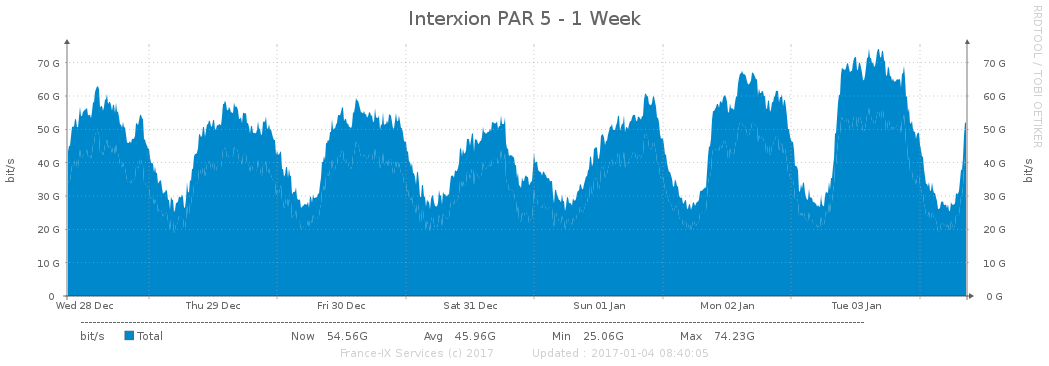 Interxion PAR 5 - 1 Week
RRDTOOL / TOBI OETIKER
bit/s
70 G
60 G
50 G
40 G
30 G
20 G
10 G
0
70 G
60 G
50 G
40 G
30 G
20 G
10 G
0 G
bit/s
Wed 28 Dec Thu 29 Dec Fri 30 Dec Sat 31 Dec Sun 01 Jan Mon 02 Jan Tue 03 Jan
bit/s Total Now 54.56G Avg 45.96G Min 25.06G Max 74.23G
France-IX Services (c) 2017 Updated : 2017-01-04 08:40:05